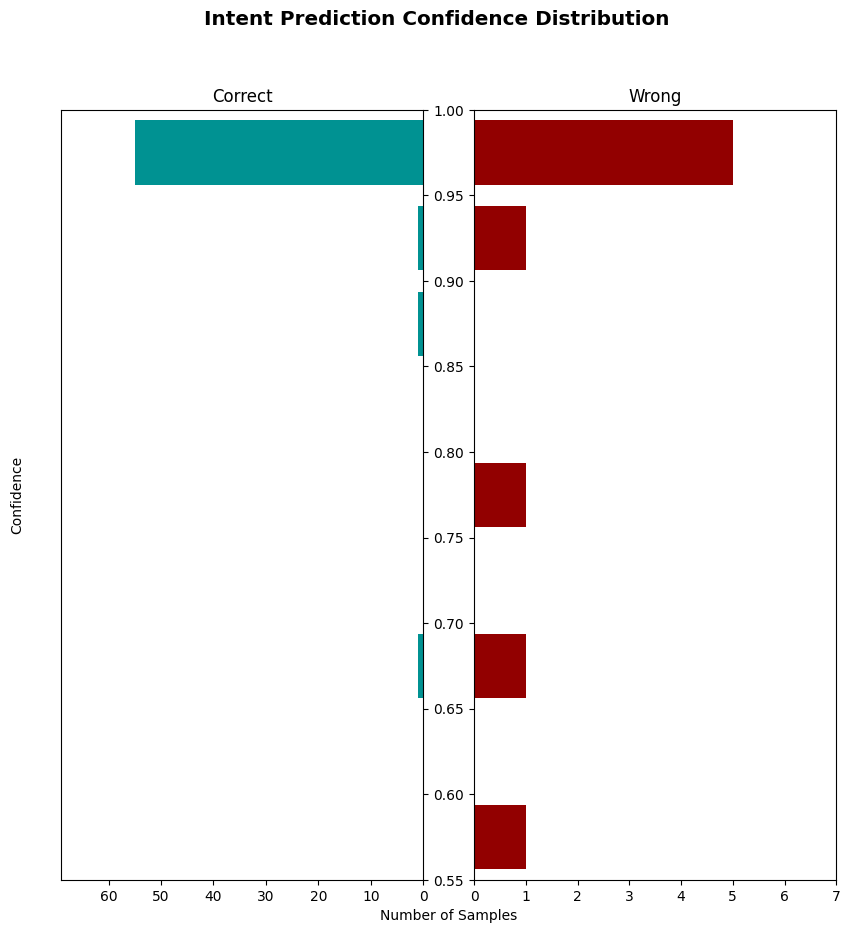 Intent Prediction Confidence Distribution
Correct
Wrong
1.00
0.95
0.90
0.85
0.80
0.75
0.70
0.65
0.60
0.55
Confidence
60 50 40 30 20 10 0
0 1 2 3 4 5 6 7
Number of Samples